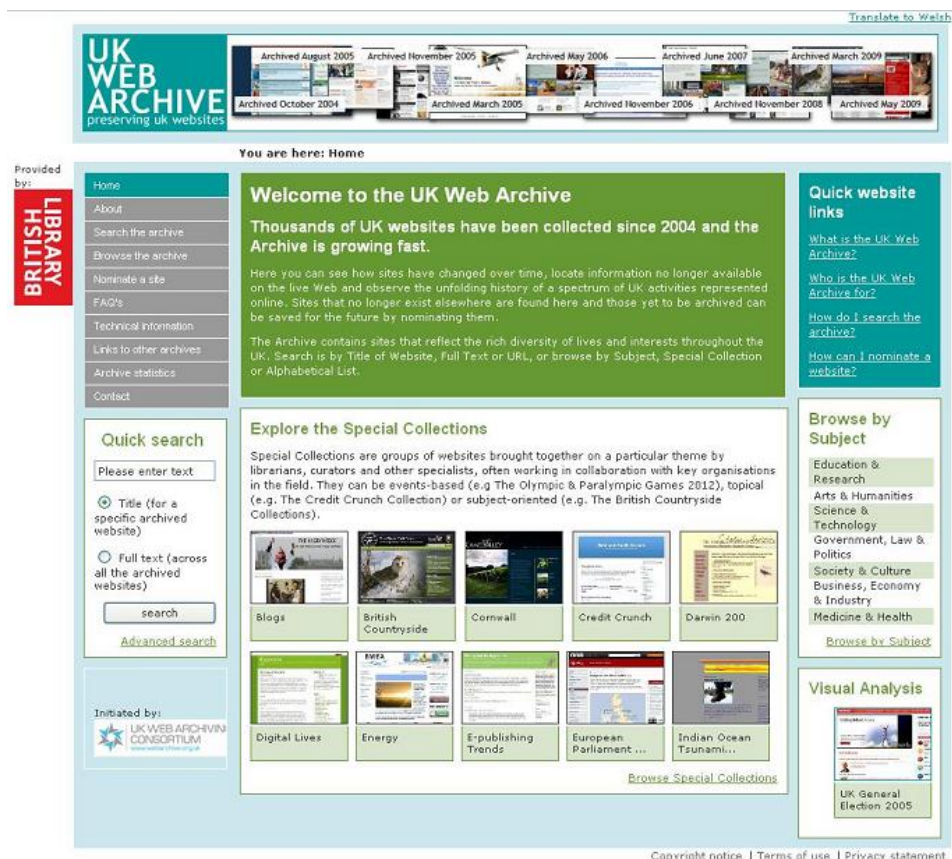 Translate to Welsh
UK
WEB
ARCHIVE
preserving uk websites
Archived August 2005
Archived November 2005
Archived May 2006
Archived June 2007
Archived March 2009
Archived October 2004
Archived March 2005
Archived November 2006
Archived November 2008
Archived May 2009
You are here: Home
Provided
by:
BRITISH
LIBRARY
Home
About
Search the archive
Browse the archive
Nominate a site
FAQ's
Technical information
Links to other archives
Archive statistics
Contact
Quick search
Please enter text
Title (for a
specific archived
website)
Full text (across
all the archived
websites)
search
Advanced search
Initiated by:
UK WEB ARCHIVIN
CONSORTIUM
www.webarchive.org.uk
Welcome to the UK Web Archive
Thousands of UK websites have been collected since 2004 and the
Archive is growing fast.
Here you can see how sites have changed over time, locate information no longer available
on the live Web and observe the unfolding history of a spectrum of UK activities represented
online. Sites that no longer exist elsewhere are found here and those yet to be archived can
be saved for the future by nominating them.
The Archive contains sites that reflect the rich diversity of lives and interests throughout the
UK. Search is by Title of Website, Full Text or URL, or browse by Subject, Special Collection
or Alphabetical List.
Explore the Special Collections
Special Collections are groups of websites brought together on a particular theme by
librarians, curators and other specialists, often working in collaboration with key organisations
in the field. They can be events-based (e.g The Olympic & Paralympic Games 2012), topical
(e.g. The Credit Crunch Collection) or subject-oriented (e.g. The British Countryside
Collections).
Blogs
British
Countryside
Cornwall
Credit Crunch
Darwin 200
Digital Lives
Energy
E-publishing
Trends
European
Parliament ...
Indian Ocean
Tsunami...
Browse Special Collections
Quick website
links
What is the UK Web
Archive?
Who is the UK Web
Archive for?
How do I search the
archive?
How can I nominate a
website?
Browse by
Subject
Education &
Research
Arts & Humanities
Science &
Technology
Government, Law &
Politics
Society & Culture
Business, Economy
& Industry
Medicine & Health
Browse by Subject
Visual Analysis
UK General
Election 2005
Copyright notice | Terms of use | Privacy statement